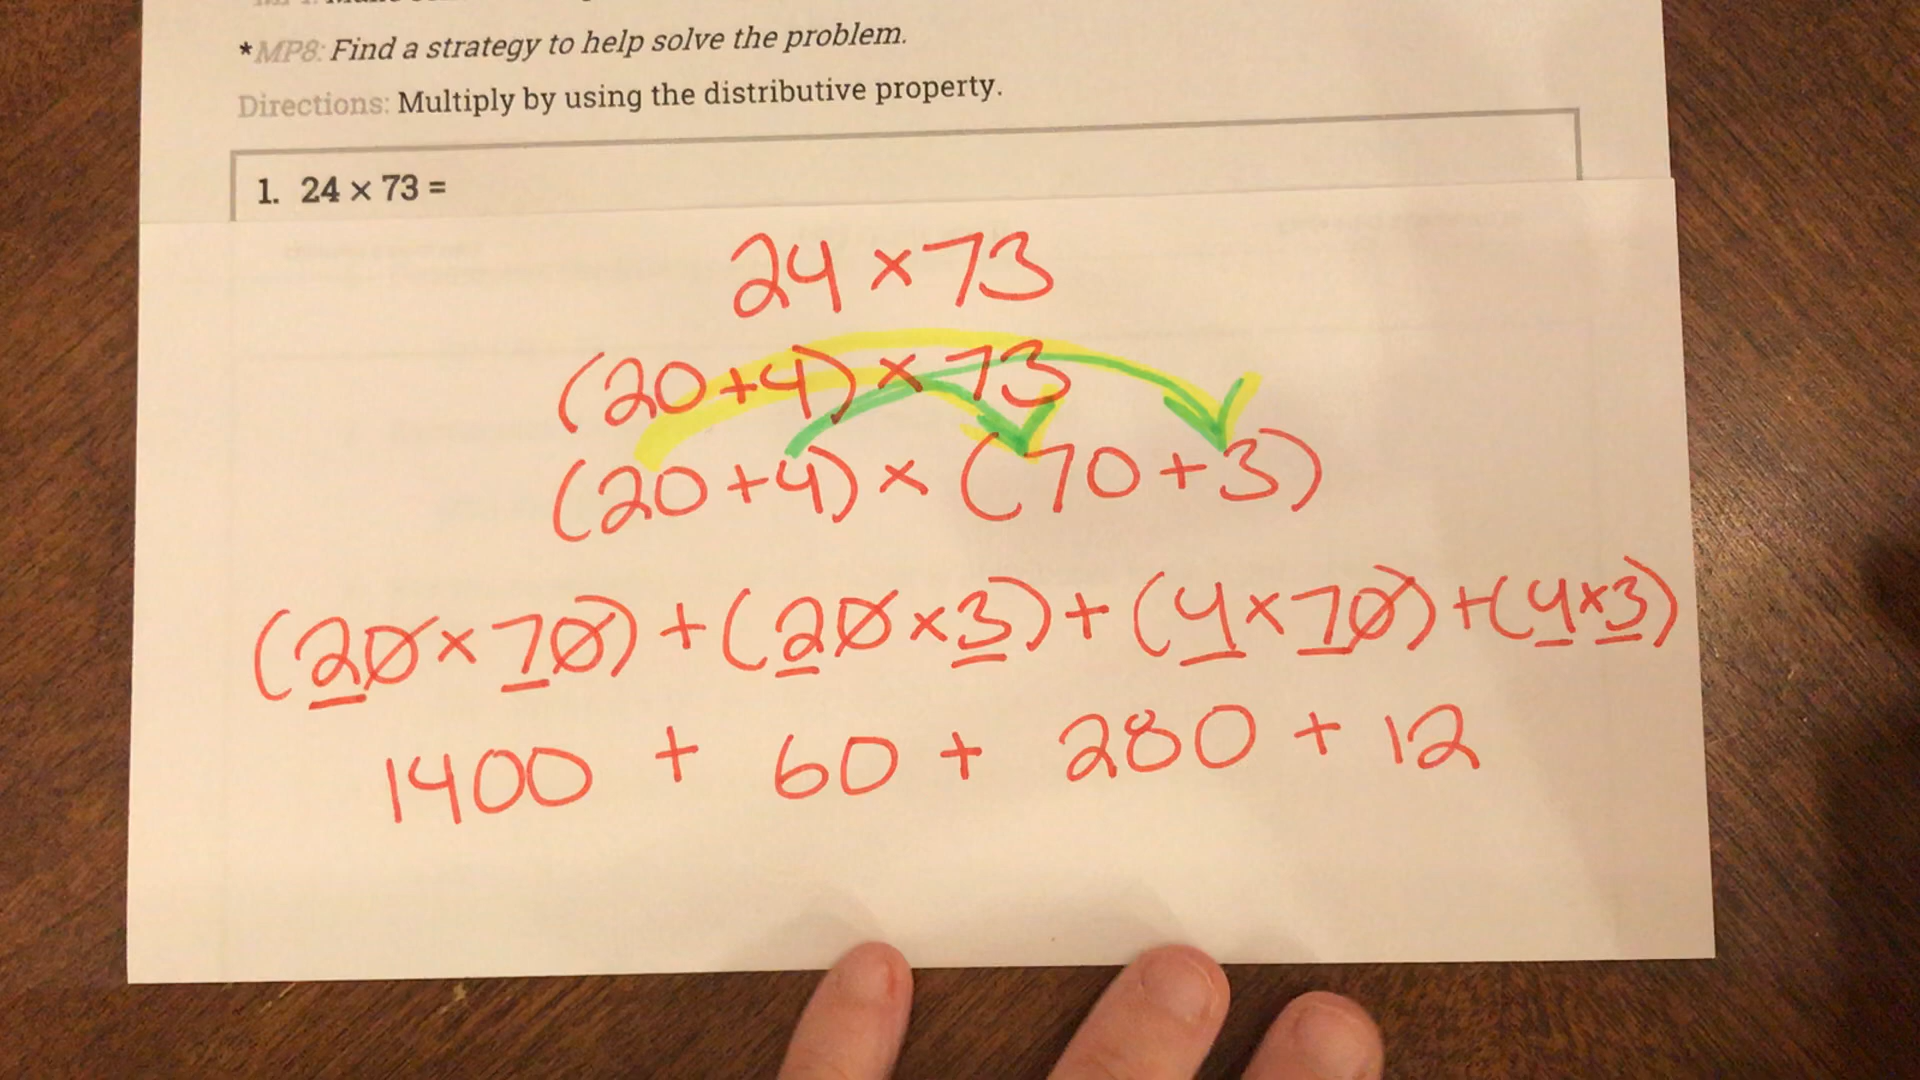 *MP8: Find a strategy to help solve the problem.
Directions: Multiply by using the distributive property.
1. 24 × 73 =
24 × 73
(20+4) × 73
(20+4) × (70+3)
(20×70)+(20×3)+(4×70)+(4×3)
1400 + 60 + 280 + 12